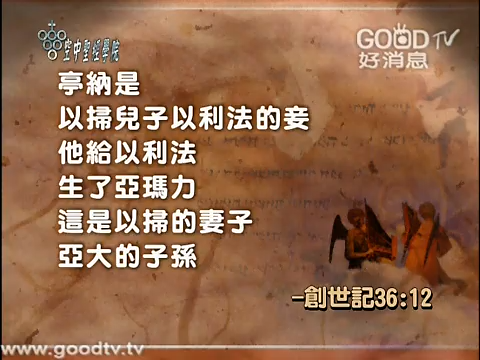 空中聖經學院
GOOD TV
好消息
亭納是
以掃兒子以利法的妾
他給以利法
生了亞瑪力
這是以掃的妻子
亞大的子孫
-創世記36:12
www.goodtv.tv